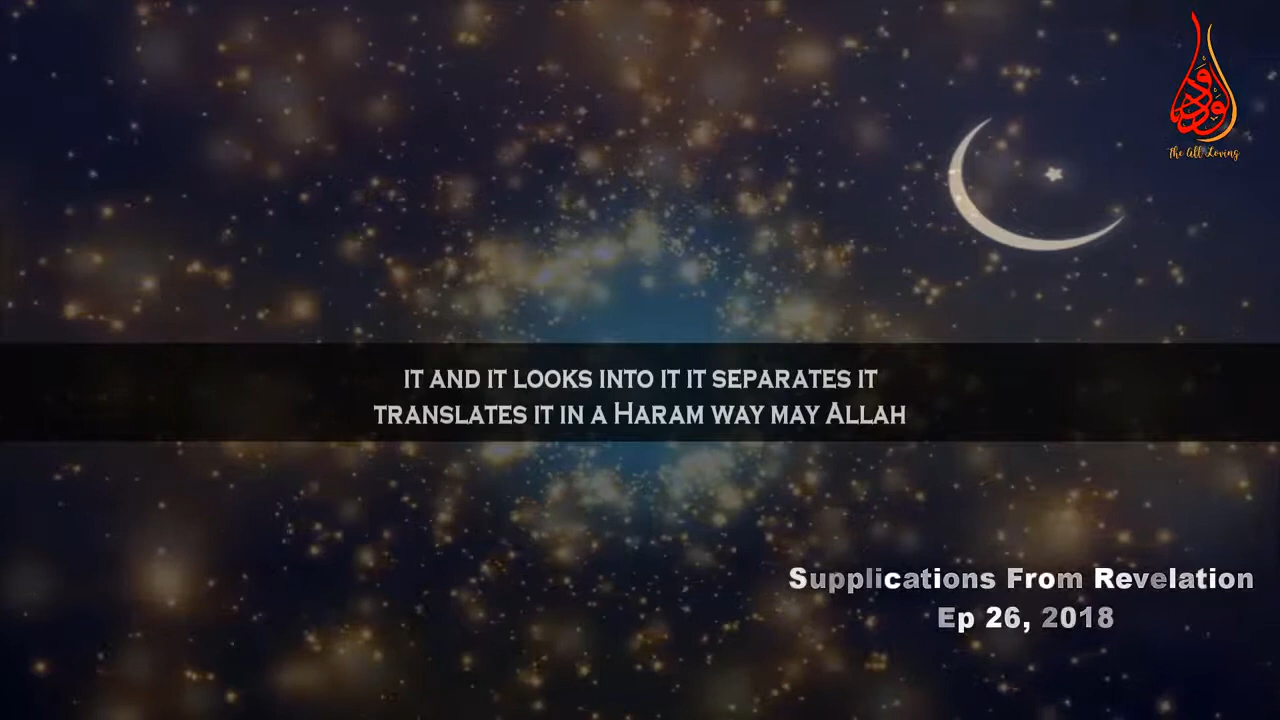 الودود
The All Loving
IT AND IT LOOKS INTO IT IT SEPARATES IT
TRANSLATES IT IN A HARAM WAY MAY ALLAH
Supplications From Revelation
Ep 26, 2018